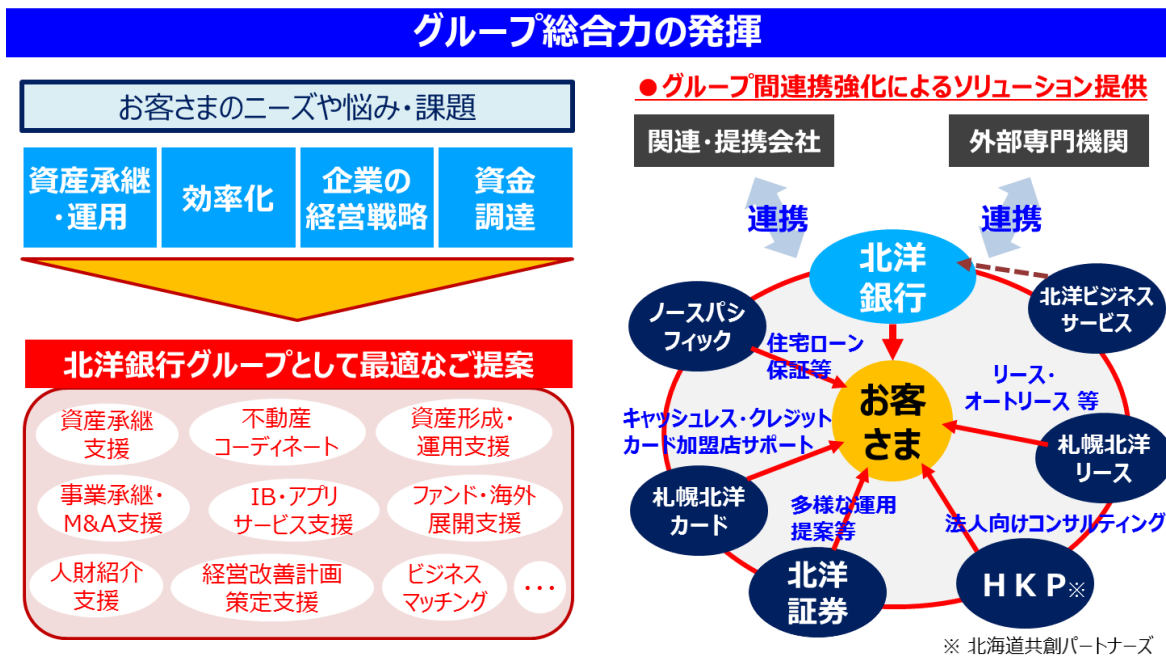 グループ総合力の発揮
お客さまのニーズや悩み・課題
資産承継
・運用
効率化
企業の
経営戦略
資金
調達
北洋銀行グループとして最適なご提案
資産承継
支援
不動産
コーディネート
資産形成・
運用支援
事業承継・
M&A支援
IB・アプリ
サービス支援
ファンド・海外
展開支援
人財紹介
支援
経営改善計画
策定支援
ビジネス
マッチング
・・・
●グループ間連携強化によるソリューション提供
関連・提携会社
外部専門機関
連携
連携
北洋
銀行
北洋ビジネス
サービス
ノースパシ
フィック
住宅ローン
保証等
お客
さま
リース・
オートリース 等
キャッシュレス・クレジット
カード加盟店サポート
札幌北洋
リース
札幌北洋
カード
多様な運用
提案等
法人向けコンサルティング
北洋
証券
HKP※
※ 北海道共創パートナーズ